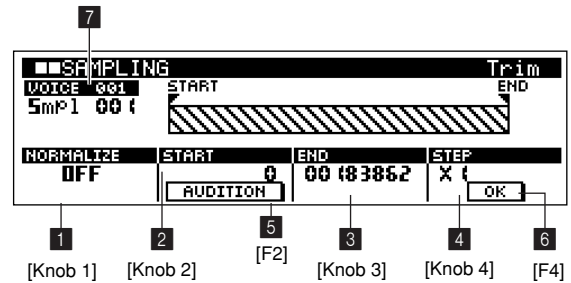 7
■■SAMPLING Trim
VOICE 001 START END
Smpl 001
NORMALIZE START END STEP
OFF 0 00183862 X 1
AUDITION OK
1 2 5 3 4 6
[Knob 1] [Knob 2] [F2] [Knob 3] [Knob 4] [F4]